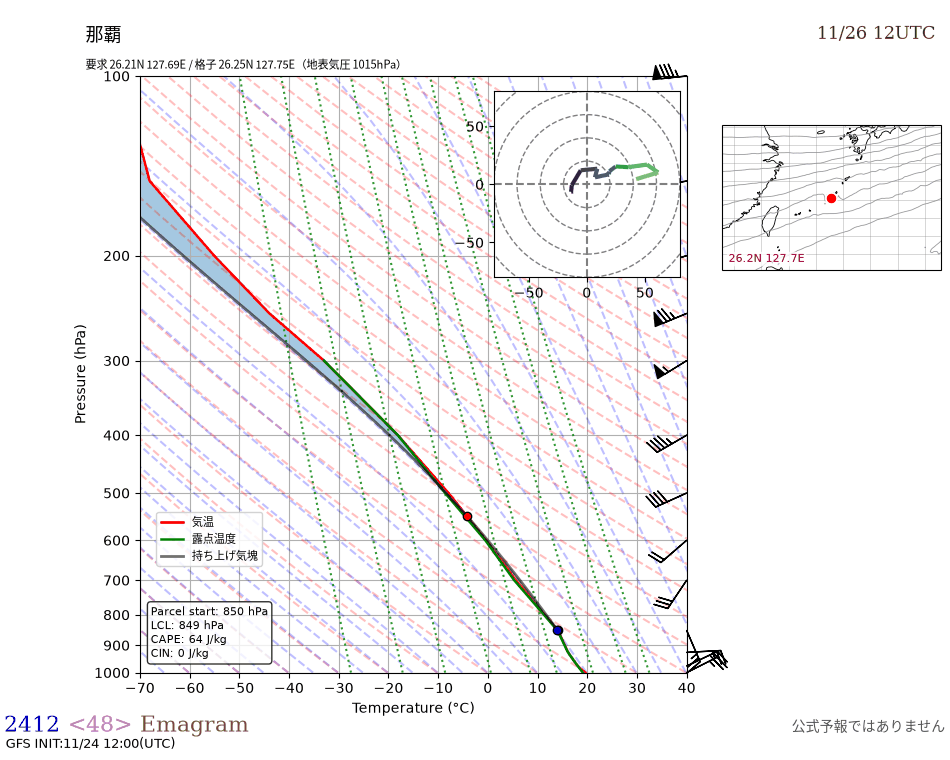 那覇
11/26 12UTC
要求 26.21N 127.69E / 格子 26.25N 127.75E（地表気圧 1015hPa）
100
200
300
400
500
600
700
800
900
1000
Pressure (hPa)
−70 −60 −50 −40 −30 −20 −10 0 10 20 30 40
Temperature (°C)
50
0
−50
−50 0 50
26.2N 127.7E
気温
露点温度
持ち上げ気塊
Parcel start: 850 hPa
LCL: 849 hPa
CAPE: 64 J/kg
CIN: 0 J/kg
2412 <48> Emagram
GFS INIT:11/24 12:00(UTC)
公式予報ではありません